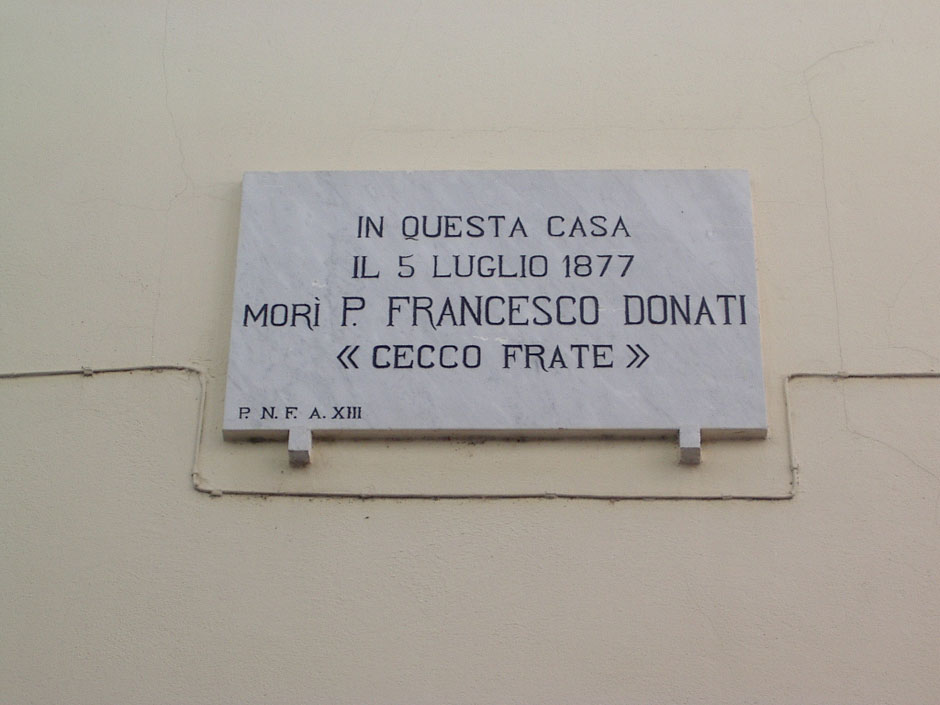 IN QUESTA CASA
IL 5 LUGLIO 1877
MORÌ P. FRANCESCO DONATI
« CECCO FRATE »
P. N. F. A. XIII